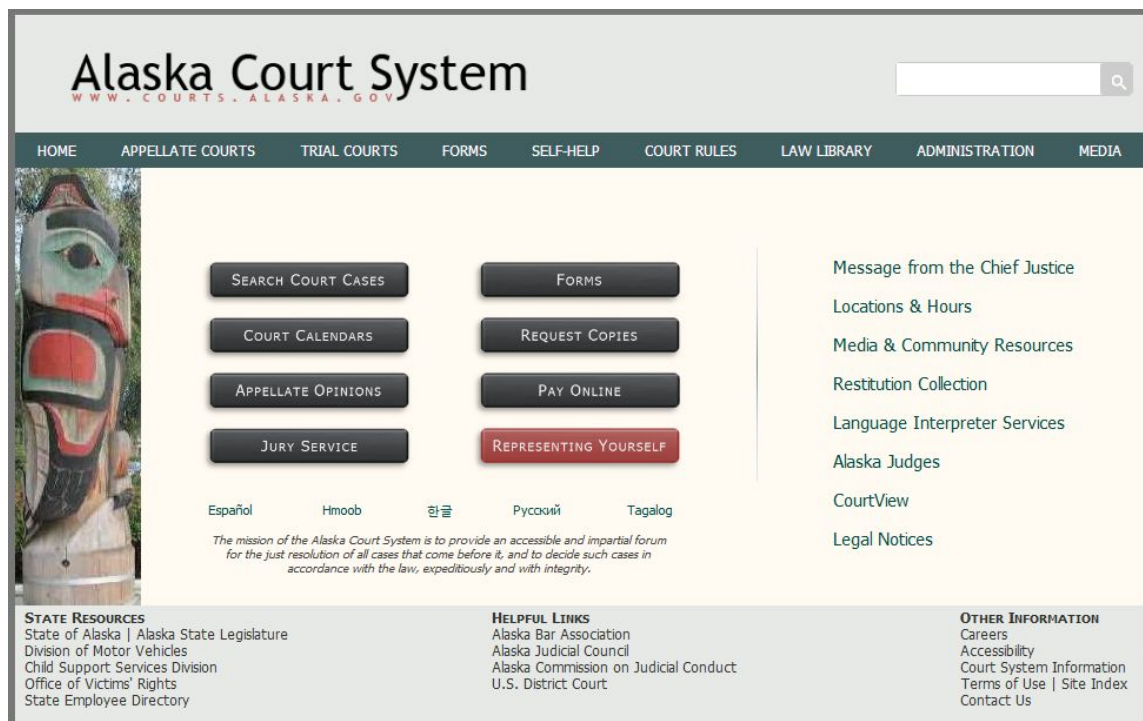 Alaska Court System
WWW.COURTS.ALASKA.GOV
HOME APPELLATE COURTS TRIAL COURTS FORMS SELF-HELP COURT RULES LAW LIBRARY ADMINISTRATION MEDIA
SEARCH COURT CASES
FORMS
COURT CALENDARS
REQUEST COPIES
APPELLATE OPINIONS
PAY ONLINE
JURY SERVICE
REPRESENTING YOURSELF
Español Hmoob 한글 Русский Tagalog
The mission of the Alaska Court System is to provide an accessible and impartial forum
for the just resolution of all cases that come before it, and to decide such cases in
accordance with the law, expeditiously and with integrity.
Message from the Chief Justice
Locations & Hours
Media & Community Resources
Restitution Collection
Language Interpreter Services
Alaska Judges
CourtView
Legal Notices
STATE RESOURCES
State of Alaska | Alaska State Legislature
Division of Motor Vehicles
Child Support Services Division
Office of Victims' Rights
State Employee Directory
HELPFUL LINKS
Alaska Bar Association
Alaska Judicial Council
Alaska Commission on Judicial Conduct
U.S. District Court
OTHER INFORMATION
Careers
Accessibility
Court System Information
Terms of Use | Site Index
Contact Us